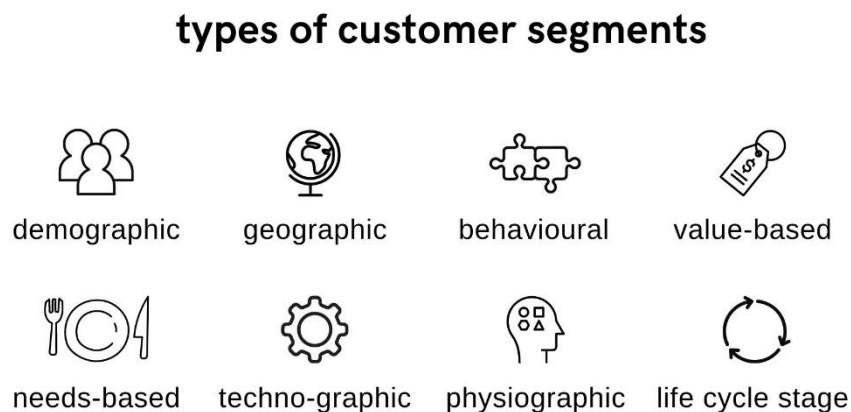 types of customer segments
demographic geographic behavioural value-based
needs-based techno-graphic physiographic life cycle stage